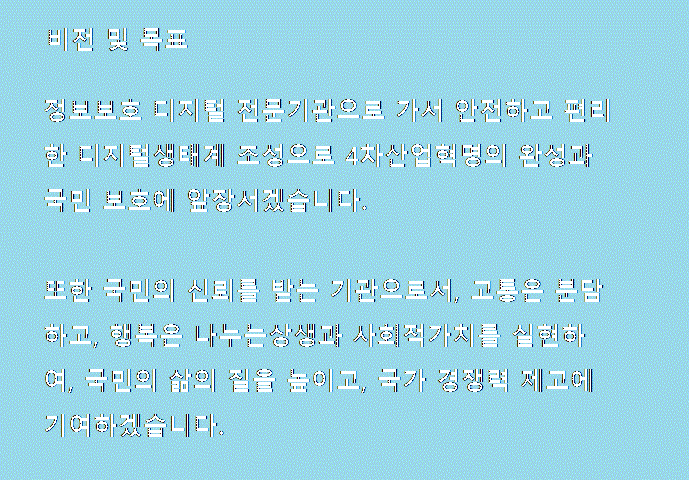 비전 및 목표
정보보호 디지털 전문기관으로 가서 안전하고 편리
한 디지털생태계 조성으로 4차산업혁명의 완성과
국민 보호에 앞장서겠습니다.
또한 국민의 신뢰를 받는 기관으로서, 고통은 분담
하고, 행복은 나누는상생과 사회적가치를 실현하
여, 국민의 삶의 질을 높이고, 국가 경쟁력 제고에
기여하겠습니다.